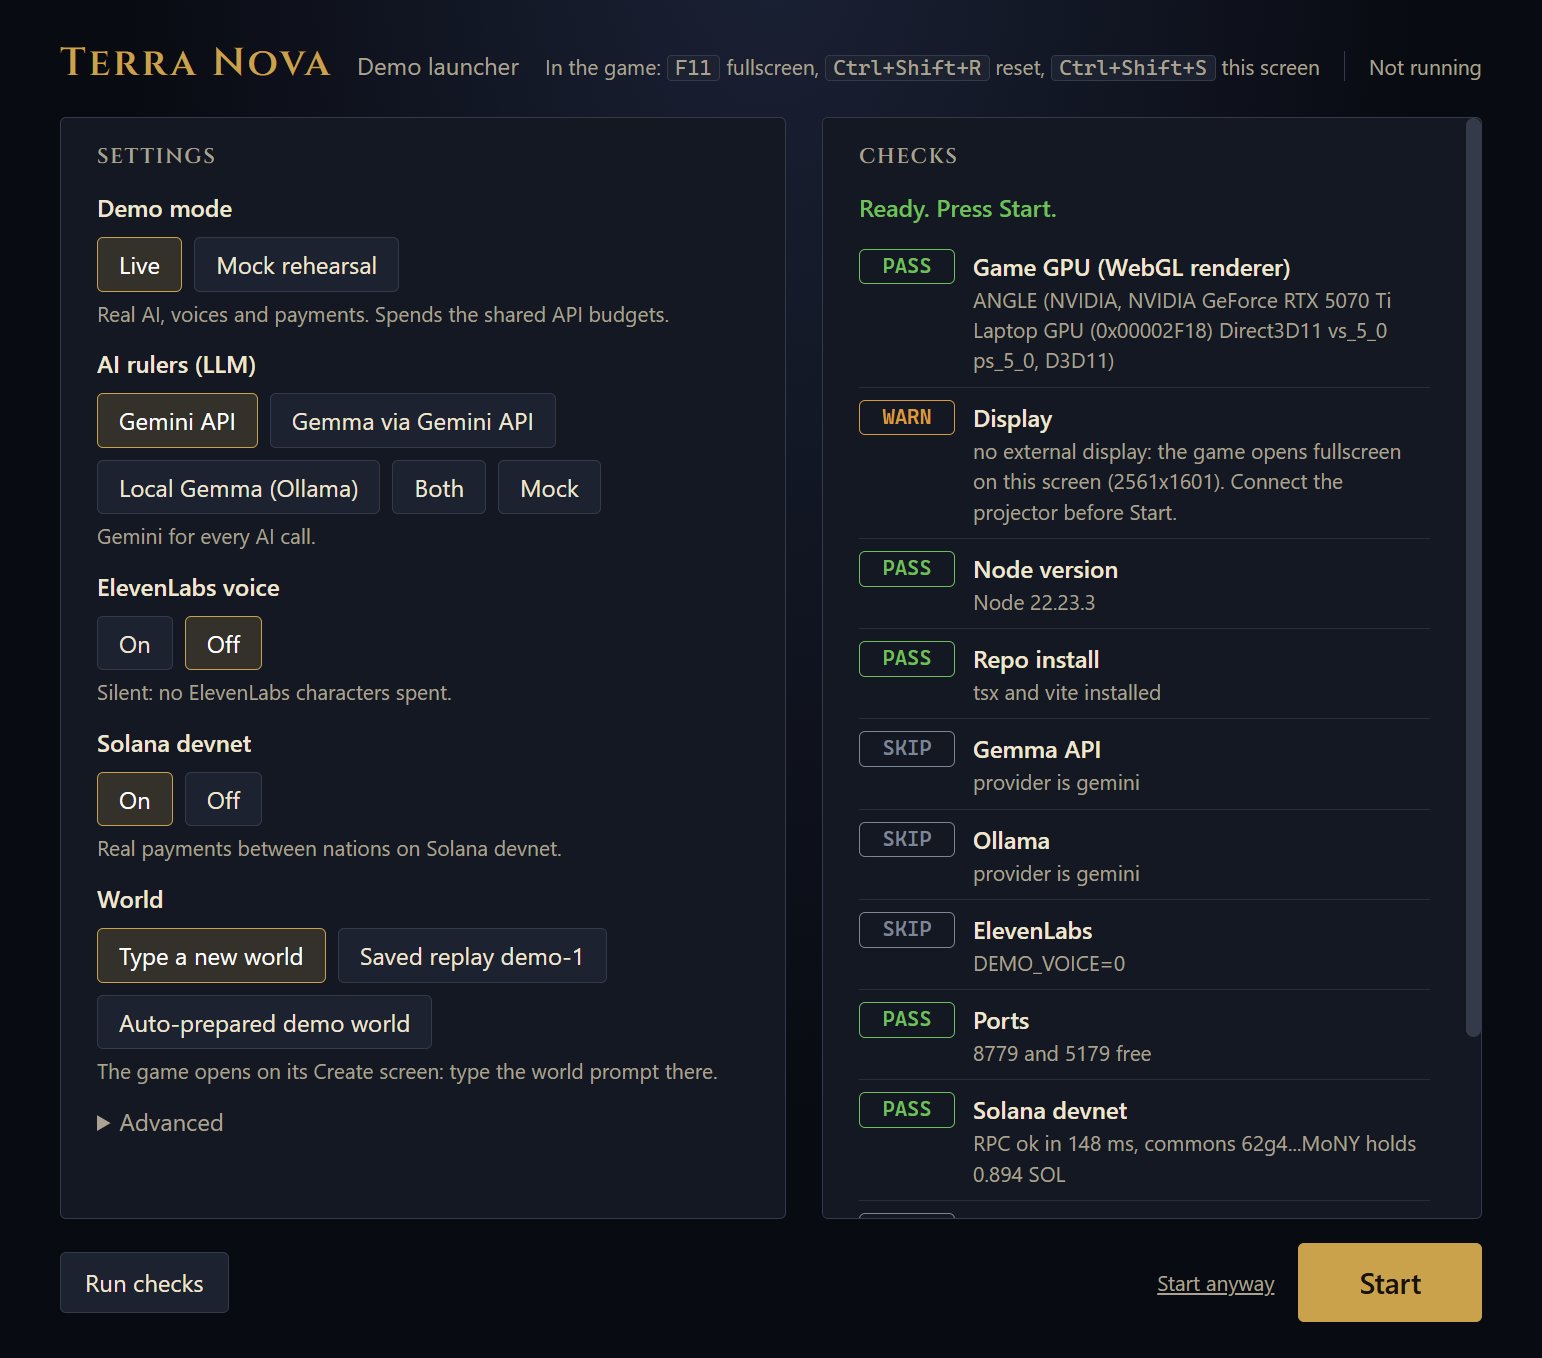 Terra Nova Demo launcher In the game: F11 fullscreen, Ctrl+Shift+R reset, Ctrl+Shift+S this screen Not running
SETTINGS
Demo mode
Live Mock rehearsal
Real AI, voices and payments. Spends the shared API budgets.
AI rulers (LLM)
Gemini API Gemma via Gemini API
Local Gemma (Ollama) Both Mock
Gemini for every AI call.
ElevenLabs voice
On Off
Silent: no ElevenLabs characters spent.
Solana devnet
On Off
Real payments between nations on Solana devnet.
World
Type a new world Saved replay demo-1
Auto-prepared demo world
The game opens on its Create screen: type the world prompt there.
Advanced
CHECKS
Ready. Press Start.
PASS Game GPU (WebGL renderer)
ANGLE (NVIDIA, NVIDIA GeForce RTX 5070 Ti
Laptop GPU (0x00002F18) Direct3D11 vs_5_0
ps_5_0, D3D11)
WARN Display
no external display: the game opens fullscreen
on this screen (2561x1601). Connect the
projector before Start.
PASS Node version
Node 22.23.3
PASS Repo install
tsx and vite installed
SKIP Gemma API
provider is gemini
SKIP Ollama
provider is gemini
SKIP ElevenLabs
DEMO_VOICE=0
PASS Ports
8779 and 5179 free
PASS Solana devnet
RPC ok in 148 ms, commons 62g4...MoNY holds
0.894 SOL
Run checks Start anyway Start